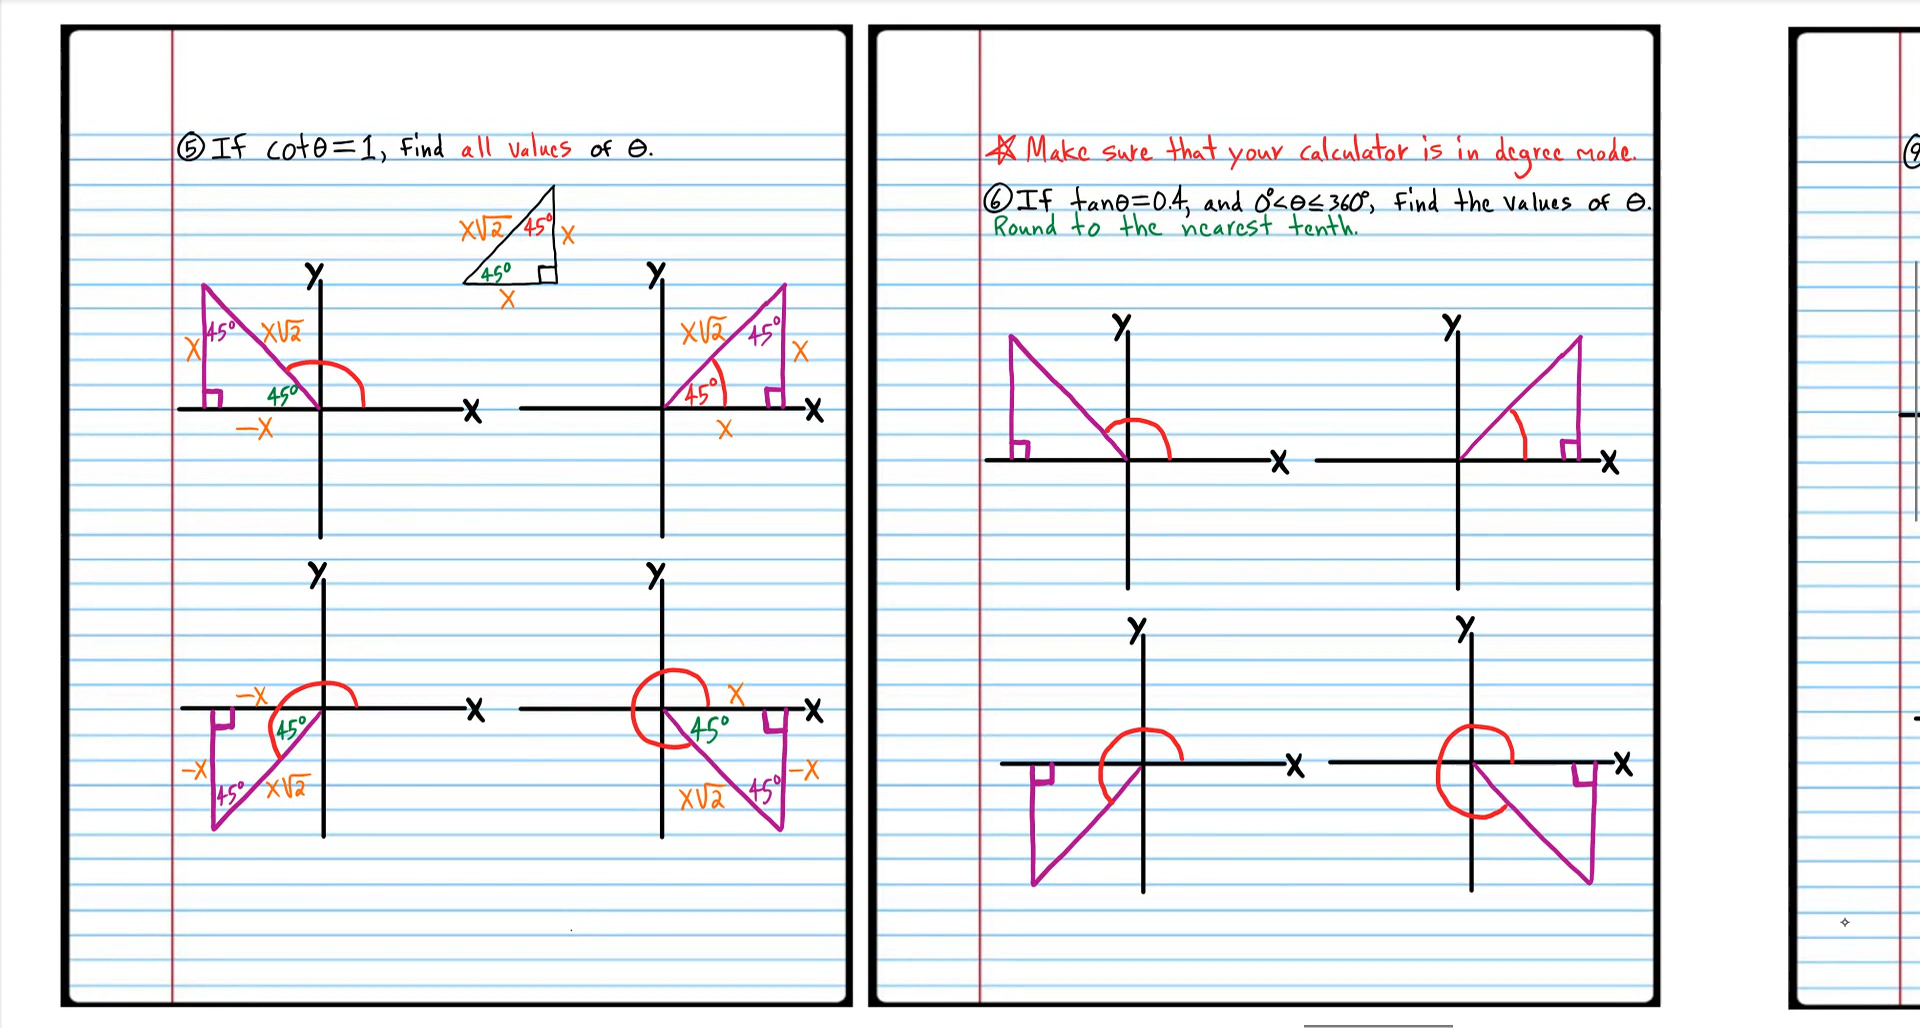 ⑤ If cotθ=1, find all values of θ.
x√2
45°
x
45°
x
y
45°
x√2
x
45°
x
-x
y
x√2
45°
x
45°
x
x
y
-x
x
45°
-x
45°
x√2
y
x
x
45°
-x
x√2
45°
☆ Make sure that your calculator is in degree mode.
⑥ If tanθ=0.4, and 0°<θ≤360°, find the values of θ.
Round to the nearest tenth.
y
x
y
x
y
x
y
x